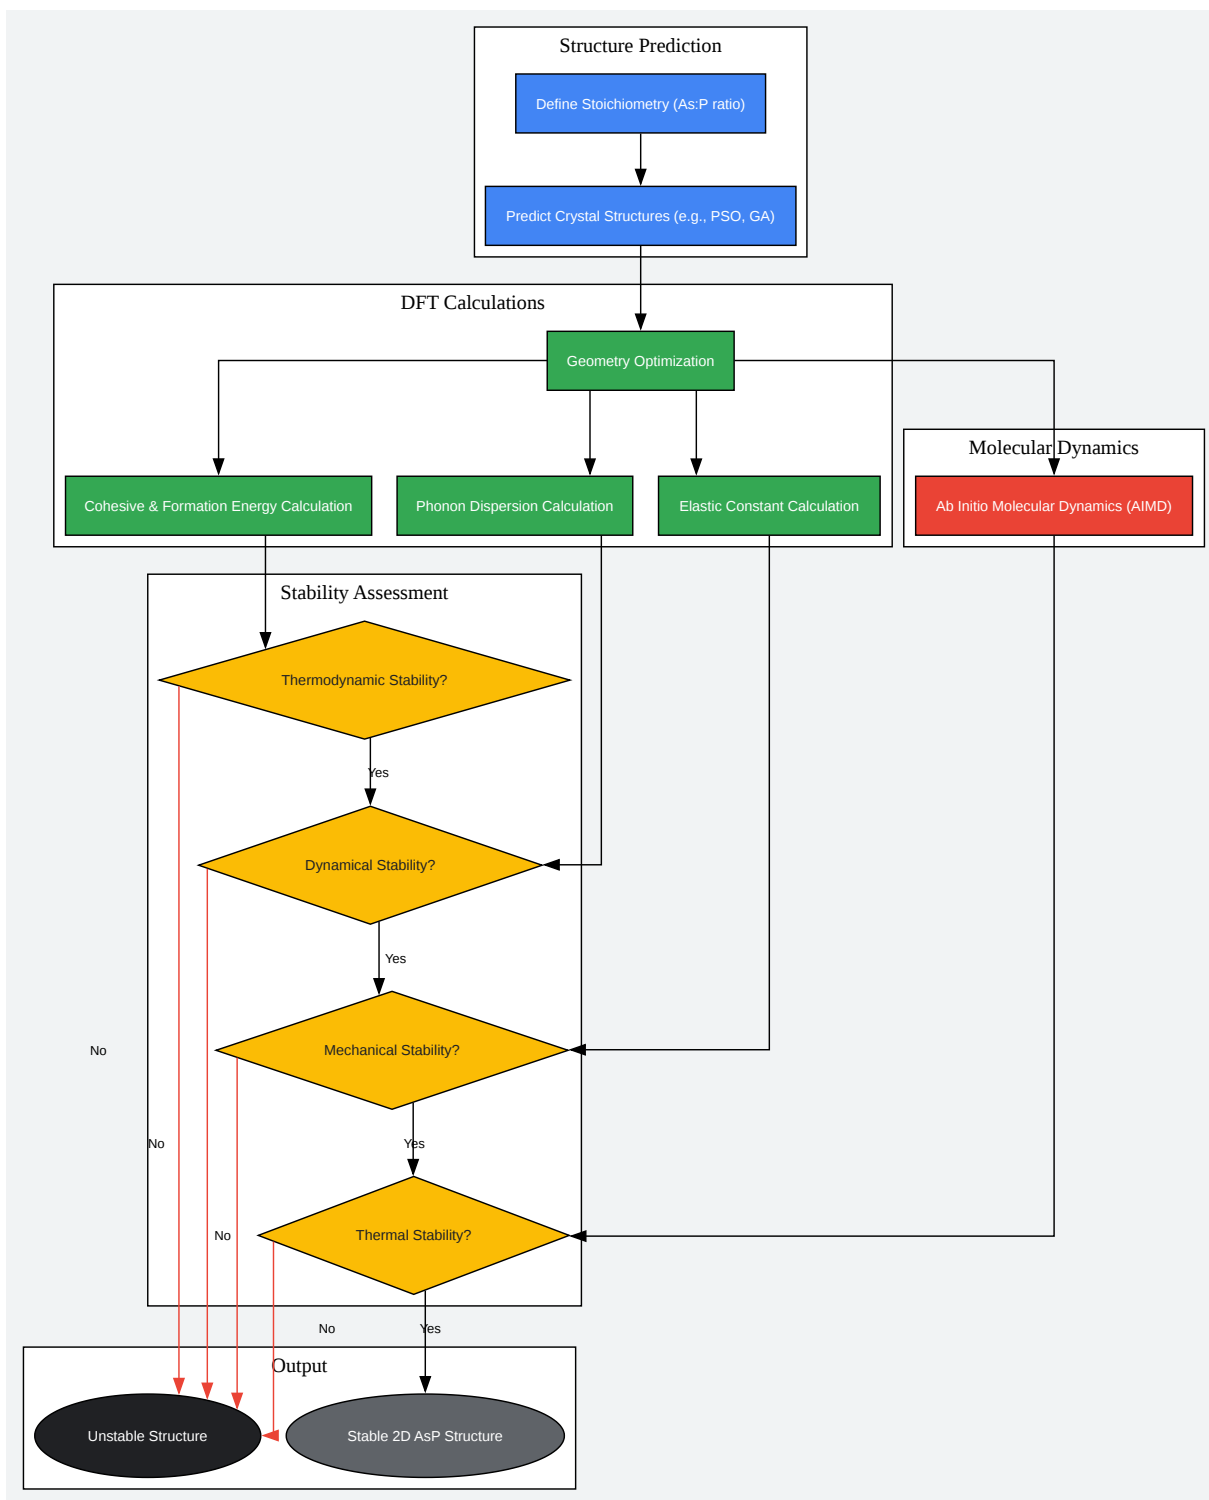 Structure Prediction
Define Stoichiometry (As:P ratio)
Predict Crystal Structures (e.g., PSO, GA)
DFT Calculations
Geometry Optimization
Molecular Dynamics
Cohesive & Formation Energy Calculation
Phonon Dispersion Calculation
Elastic Constant Calculation
Ab Initio Molecular Dynamics (AIMD)
Stability Assessment
Thermodynamic Stability?
Yes
Dynamical Stability?
Yes
Mechanical Stability?
No
No
Yes
Thermal Stability?
No
No
Yes
Output
Unstable Structure
Stable 2D AsP Structure